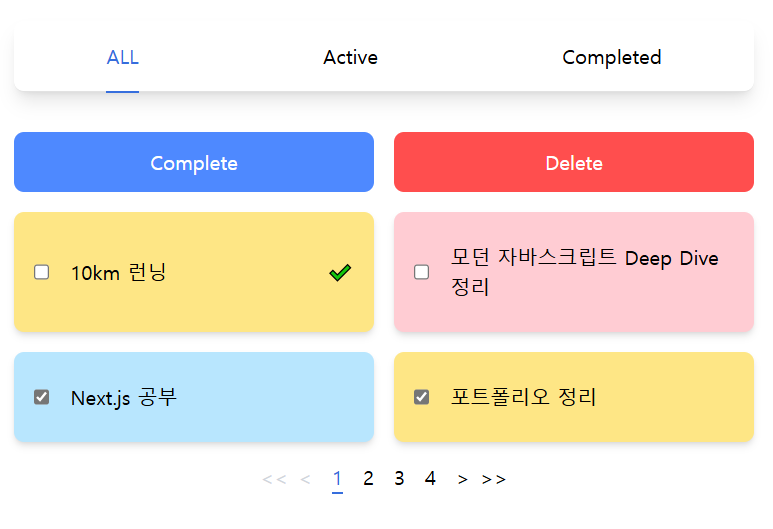 ALL Active Completed
Complete Delete
10km 런닝
모던 자바스크립트 Deep Dive
정리
Next.js 공부
포트폴리오 정리
<< < 1 2 3 4 > >>